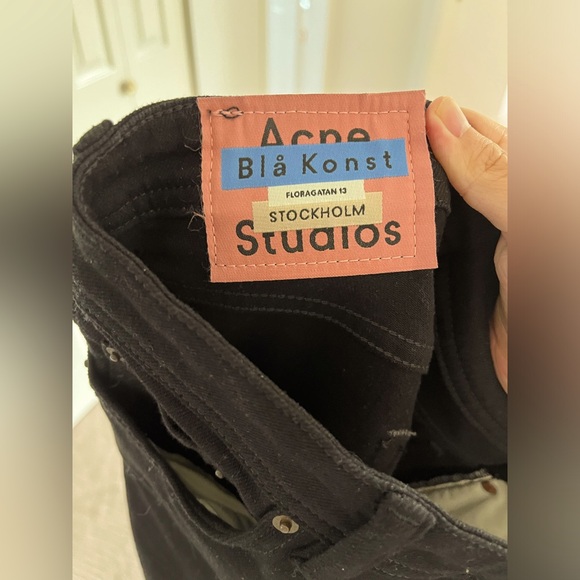 Acne
Blå Konst
FLORAGATAN 13
STOCKHOLM
Studios